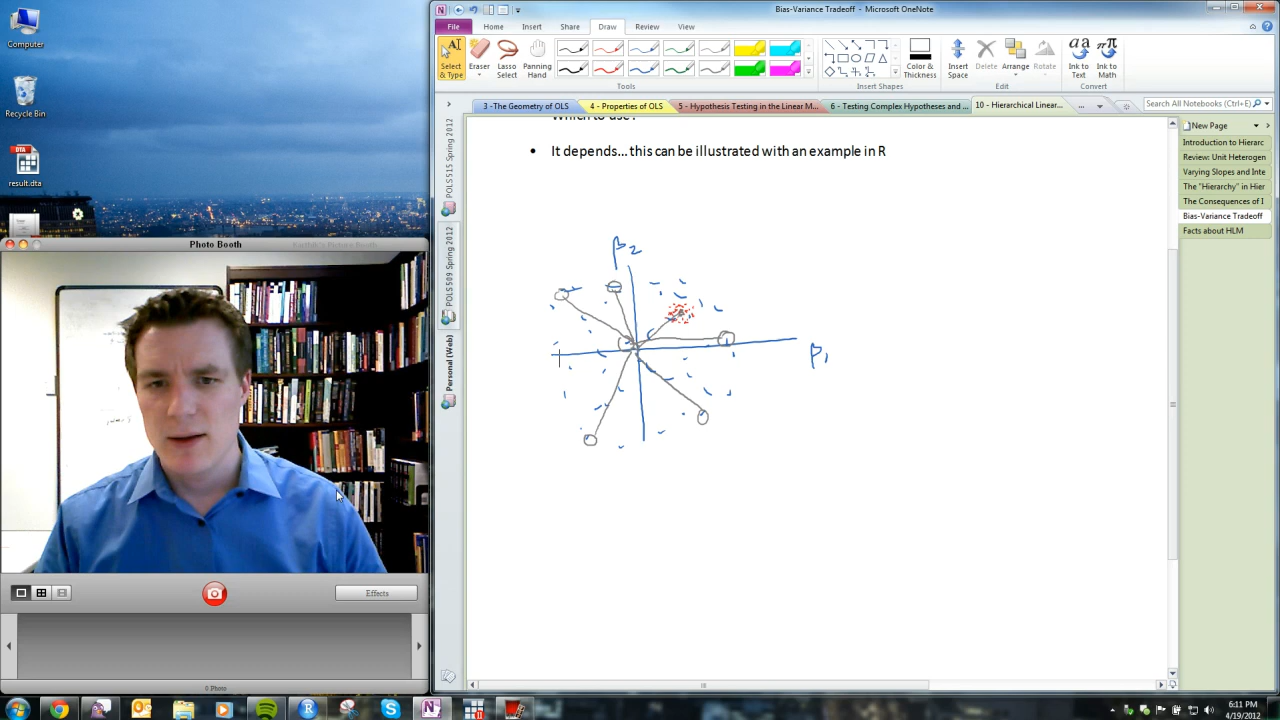 Computer
Recycle Bin
DTA
result.dta
Photo Booth
Effects
0 Photo
Bias-Variance Tradeoff - Microsoft OneNote
File Home Insert Share Draw Review View
Select & Type
Eraser
Lasso Select
Panning Hand
Color & Thickness
Insert Space
Delete
Arrange
Rotate
Ink to Text
Ink to Math
Tools
Insert Shapes
Edit
Convert
3 -The Geometry of OLS
4 - Properties of OLS
5 - Hypothesis Testing in the Linear M...
6 - Testing Complex Hypotheses and ...
10 - Hierarchical Linear...
...
Search All Notebooks (Ctrl+E)
POLS 515 Spring 2012
POLS 509 Spring 2012
Personal (Web)
Which to use?
• It depends... this can be illustrated with an example in R
β2
β1
New Page
Introduction to Hierarc
Review: Unit Heterogen
Varying Slopes and Inte
The "Hierarchy" in Hier
The Consequences of I
Bias-Variance Tradeoff
Facts about HLM
6:11 PM
4/19/2012